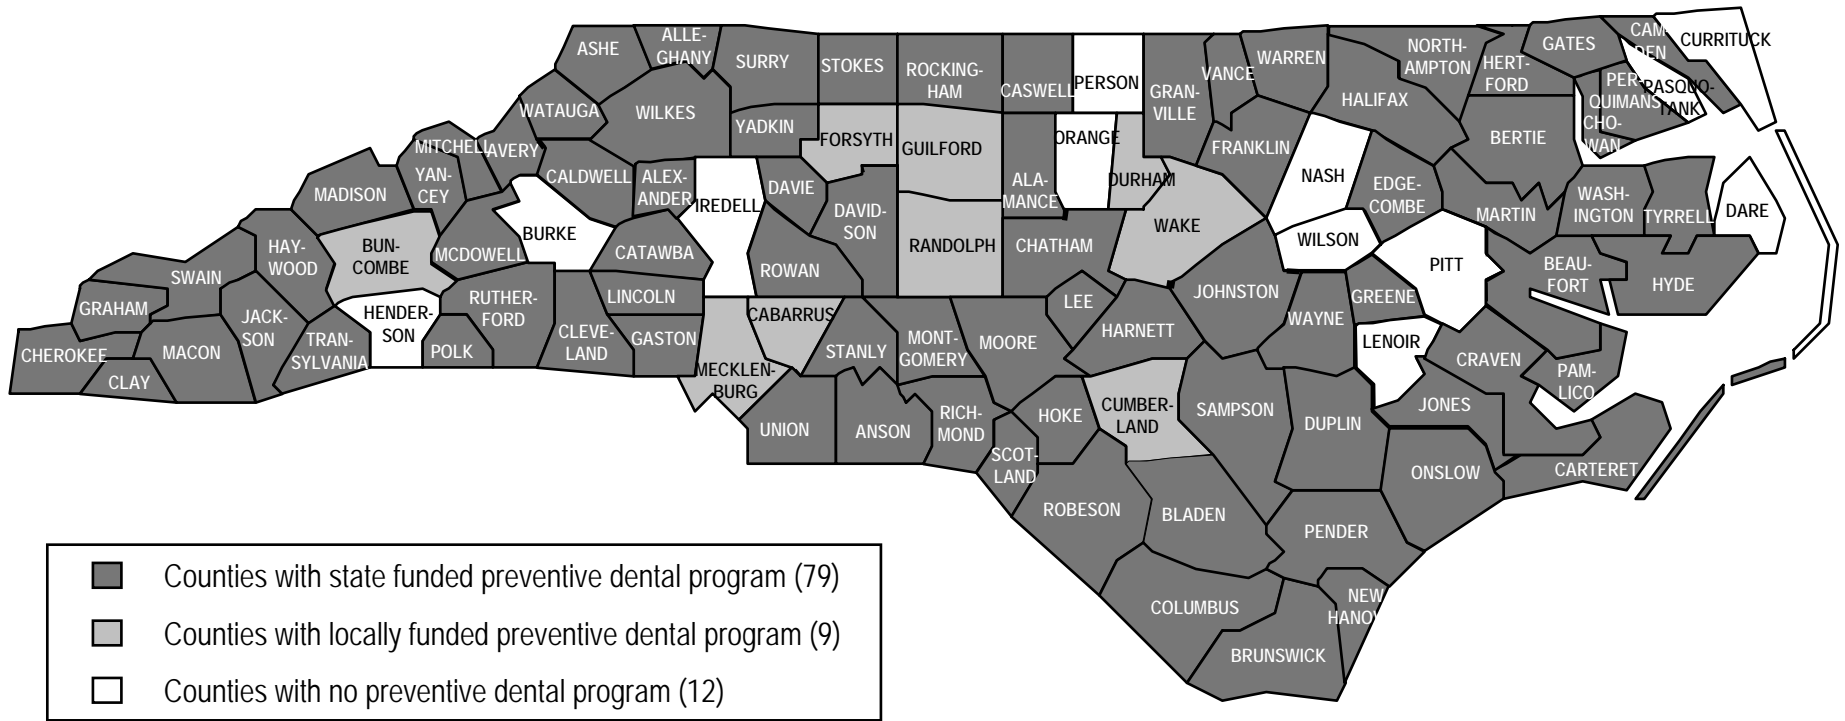 ASHE
ALLE-
GHANY
SURRY
STOKES
ROCKING-
HAM
CASWELL
PERSON
GRAN-
VILLE
VANCE
WARREN
NORTH-
AMPTON
HERT-
FORD
GATES
CAM-
DEN
CURRITUCK
PASQUO-
TANK
PER-
QUIMANS
CHO-
WAN
WATAUGA
WILKES
YADKIN
FORSYTH
GUILFORD
ALA-
MANCE
ORANGE
DURHAM
FRANKLIN
HALIFAX
BERTIE
MITCHELL
AVERY
YAN-
CEY
CALDWELL
ALEX-
ANDER
IREDELL
DAVIE
DAVID-
SON
RANDOLPH
CHATHAM
WAKE
NASH
EDGE-
COMBE
MARTIN
WASH-
INGTON
TYRRELL
DARE
MADISON
BUN-
COMBE
MCDOWELL
BURKE
CATAWBA
ROWAN
WILSON
PITT
BEAU-
FORT
HYDE
HAY-
WOOD
SWAIN
GRAHAM
CHEROKEE
CLAY
MACON
JACK-
SON
TRAN-
SYLVANIA
HENDER-
SON
POLK
RUTHER-
FORD
CLEVE-
LAND
LINCOLN
GASTON
MECKLEN-
BURG
CABARRUS
STANLY
MONT-
GOMERY
MOORE
LEE
HARNETT
JOHNSTON
WAYNE
GREENE
LENOIR
CRAVEN
PAM-
LICO
UNION
ANSON
RICH-
MOND
SCOT-
LAND
HOKE
CUMBER-
LAND
SAMPSON
DUPLIN
JONES
ONSLOW
CARTERET
ROBESON
BLADEN
PENDER
COLUMBUS
BRUNSWICK
NEW
HANOV
Counties with state funded preventive dental program (79)
Counties with locally funded preventive dental program (9)
Counties with no preventive dental program (12)